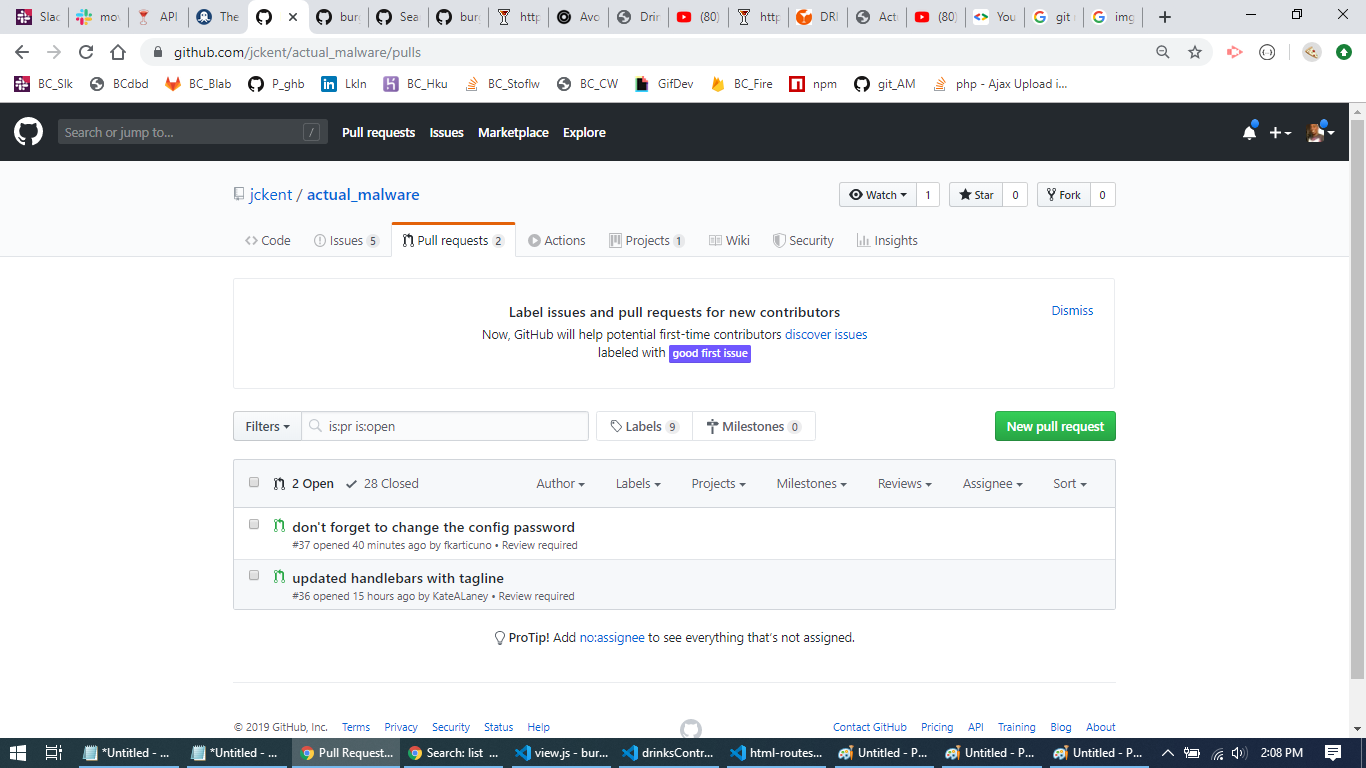 Slac
mov
API
The
burg
Sea
burg
http
Avo
Drin
(80)
http
DRI
Actu
(80)
You
git
img
github.com/jckent/actual_malware/pulls
BC_Slk BCdbd BC_Blab P_ghb LkIn BC_Hku BC_Stoflw BC_CW GifDev BC_Fire npm git_AM php - Ajax Upload i...
Search or jump to... / Pull requests Issues Marketplace Explore
jckent / actual_malware Watch 1 Star 0 Fork 0
Code Issues 5 Pull requests 2 Actions Projects 1 Wiki Security Insights
Label issues and pull requests for new contributors Dismiss
Now, GitHub will help potential first-time contributors discover issues
labeled with good first issue
Filters is:pr is:open Labels 9 Milestones 0 New pull request
2 Open 28 Closed Author Labels Projects Milestones Reviews Assignee Sort
don't forget to change the config password
#37 opened 40 minutes ago by fkarticuno • Review required
updated handlebars with tagline
#36 opened 15 hours ago by KateALaney • Review required
ProTip! Add no:assignee to see everything that's not assigned.
© 2019 GitHub, Inc. Terms Privacy Security Status Help Contact GitHub Pricing API Training Blog About
*Untitled - ... *Untitled - ... Pull Request... Search: list ... view.js - bur... drinksContr... html-routes... Untitled - P... Untitled - P... Untitled - P... 2:08 PM